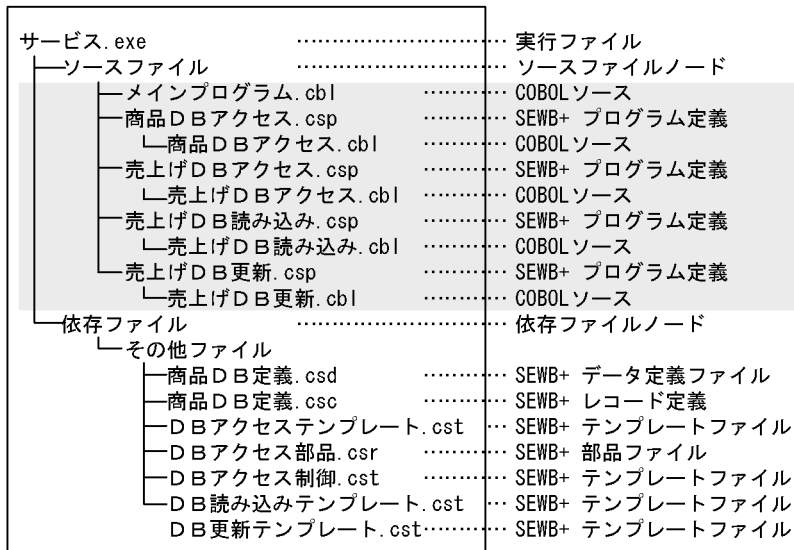 サービス.exe ………………………… 実行ファイル
ソースファイル ………………………… ソースファイルノード
メインプログラム.cbl ………… COBOLソース
商品ＤＢアクセス.csp ………… SEWB+ プログラム定義
商品ＤＢアクセス.cbl ………… COBOLソース
売上げＤＢアクセス.csp ………… SEWB+ プログラム定義
売上げＤＢアクセス.cbl ………… COBOLソース
売上げＤＢ読み込み.csp ………… SEWB+ プログラム定義
売上げＤＢ読み込み.cbl ………… COBOLソース
売上げＤＢ更新.csp ………… SEWB+ プログラム定義
売上げＤＢ更新.cbl ………… COBOLソース
依存ファイル ………………………… 依存ファイルノード
その他ファイル
商品ＤＢ定義.csd ………… SEWB+ データ定義ファイル
商品ＤＢ定義.csc ………… SEWB+ レコード定義
ＤＢアクセステンプレート.cst … SEWB+ テンプレートファイル
ＤＢアクセス部品.csr ………… SEWB+ 部品ファイル
ＤＢアクセス制御.cst ………… SEWB+ テンプレートファイル
ＤＢ読み込みテンプレート.cst … SEWB+ テンプレートファイル
ＤＢ更新テンプレート.cst ………… SEWB+ テンプレートファイル